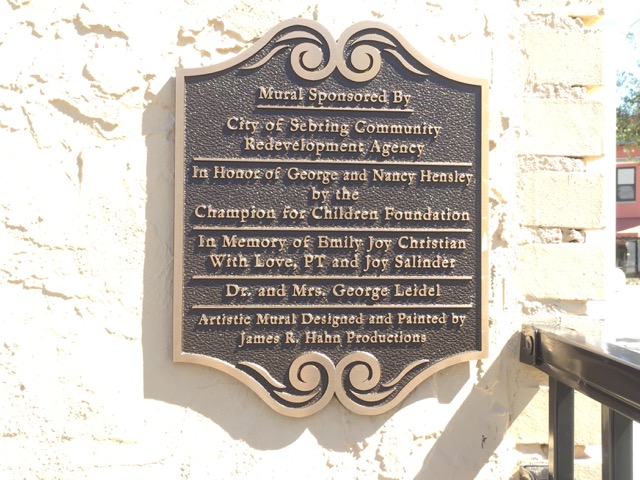 Mural Sponsored By
City of Sebring Community
Redevelopment Agency
In Honor of George and Nancy Hensley
by the
Champion for Children Foundation
In Memory of Emily Joy Christian
With Love, PT and Joy Salinder
Dr. and Mrs. George Leidel
Artistic Mural Designed and Painted by
James R. Hahn Productions